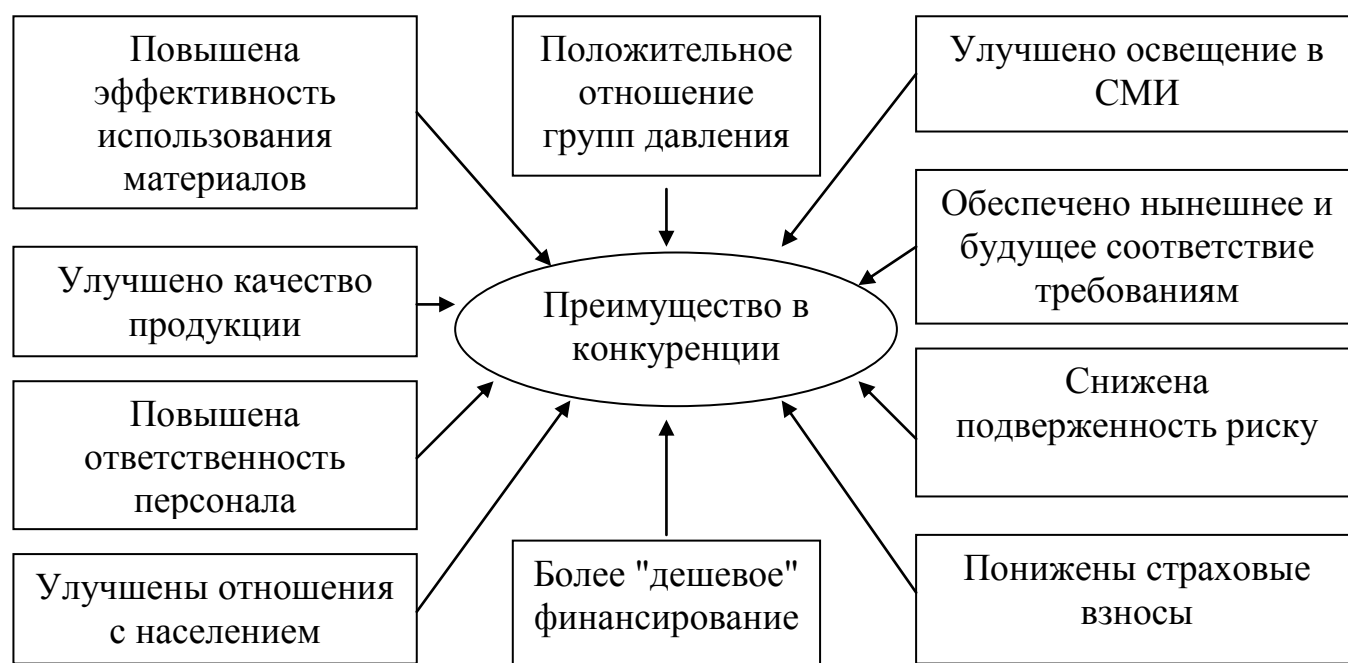 Повышена
эффективность
использования
материалов
Положительное
отношение
групп давления
Улучшено освещение в
СМИ
Обеспечено нынешнее и
будущее соответствие
требованиям
Улучшено качество
продукции
Преимущество в
конкуренции
Снижена
подверженность риску
Повышена
ответственность
персонала
Улучшены отношения
с населением
Более "дешевое"
финансирование
Понижены страховые
взносы